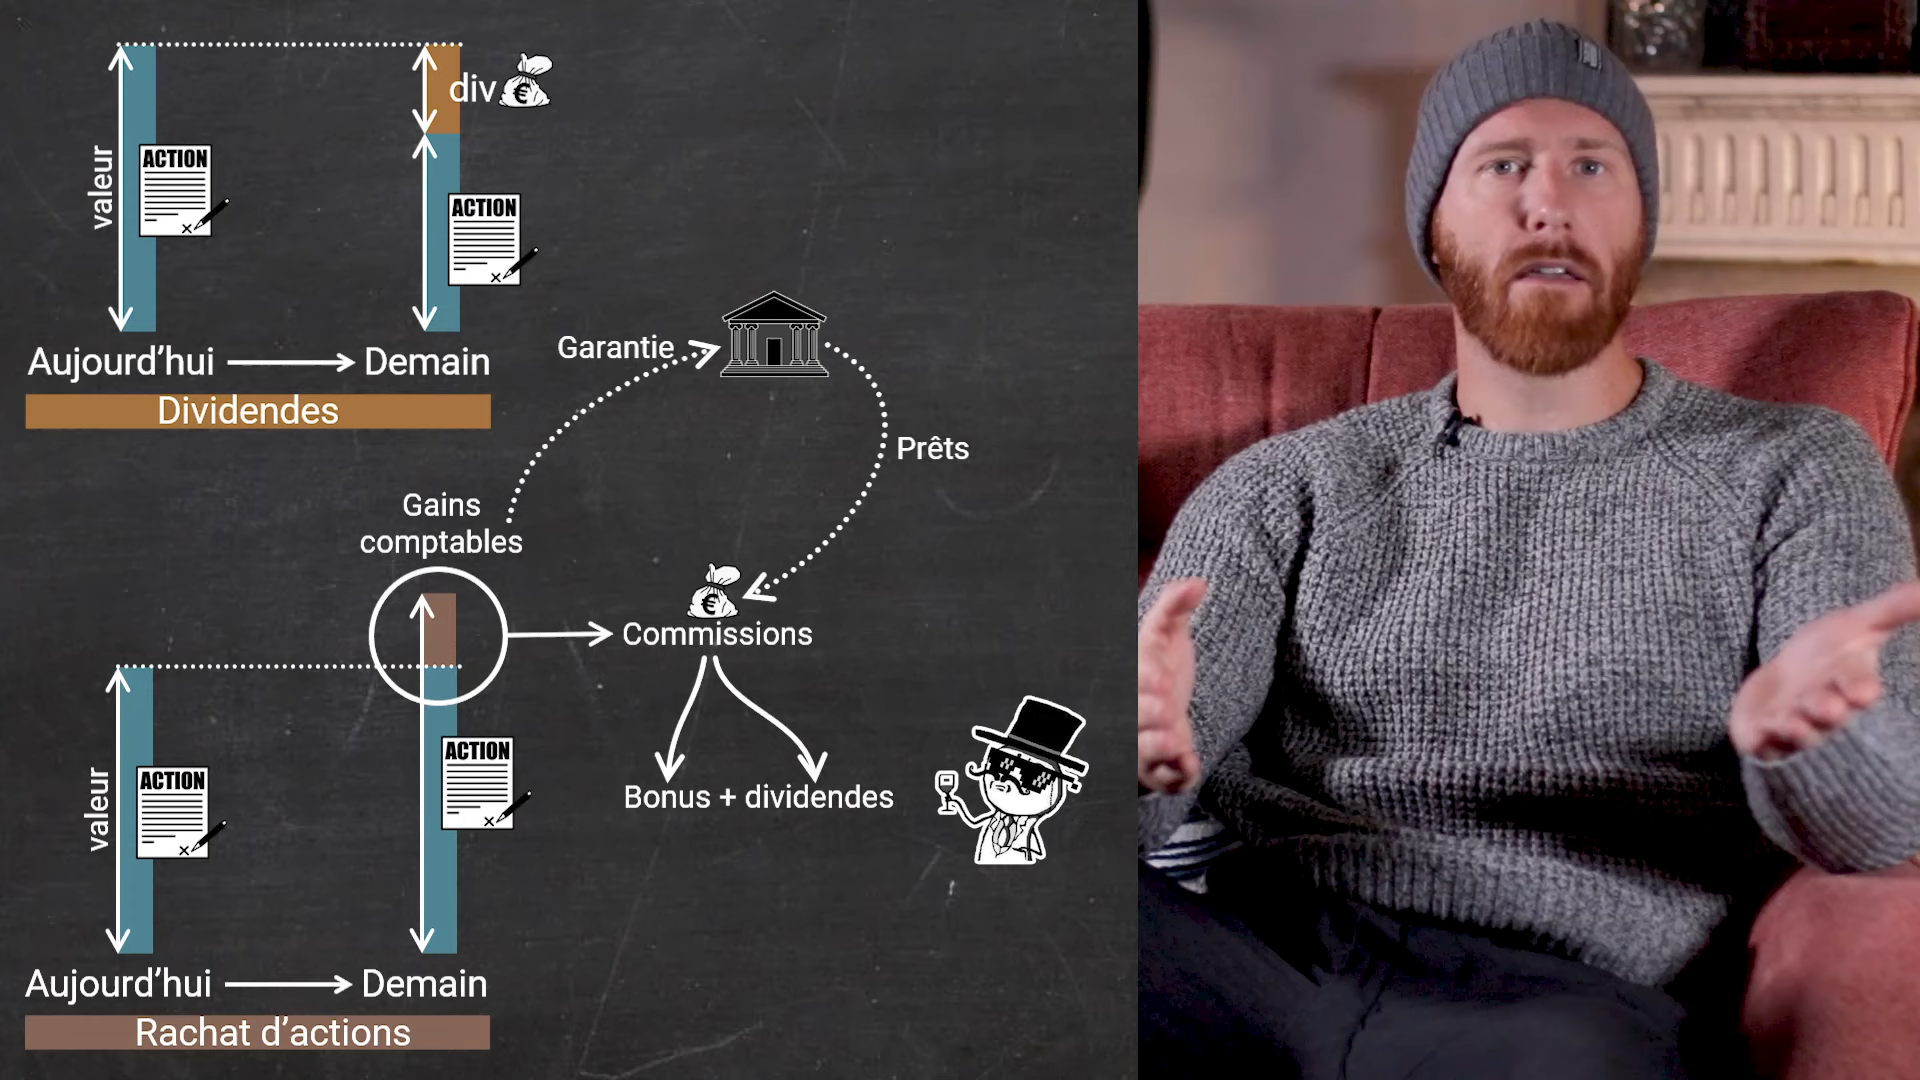 div
€
ACTION
valeur
ACTION
Aujourd’hui
Demain
Dividendes
Garantie
Prêts
Gains
comptables
€
Commissions
ACTION
valeur
ACTION
Bonus + dividendes
Aujourd’hui
Demain
Rachat d’actions